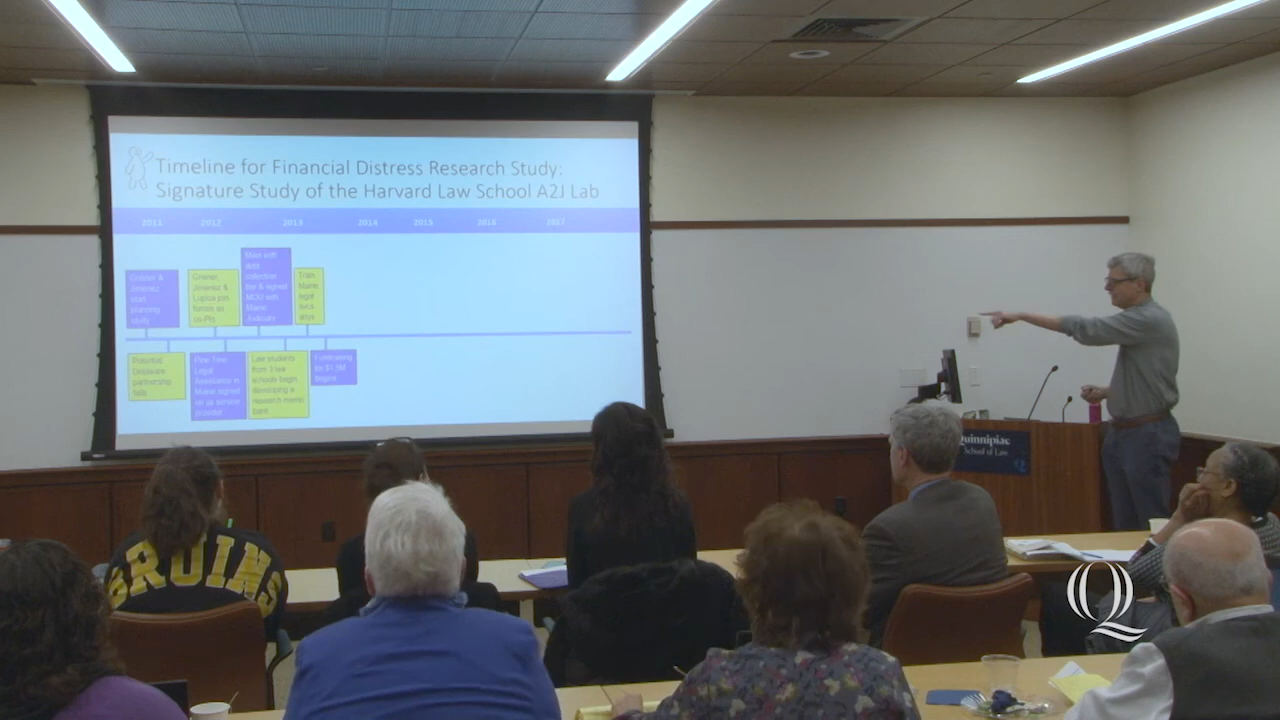 Timeline for Financial Distress Research Study:
Signature Study of the Harvard Law School A2J Lab
2011 2012 2013 2014 2015 2016 2017
Greiner &
Jimenez
start
planning
study
Greiner,
Jimenez &
Lupica join
forces as
co-PIs
Meet with
debt
collection
bar & signed
MOU with
Maine
Judiciary
Train
Maine
legal
svcs
attys
Potential
Delaware
partnership
fails
Pine Tree
Legal
Assistance in
Maine signed
on as service
provider
Law students
from 3 law
schools begin
developing a
research memo
bank
Fundraising
for $1.5M
begins
Quinnipiac
School of Law
Q
BRUINS
Q